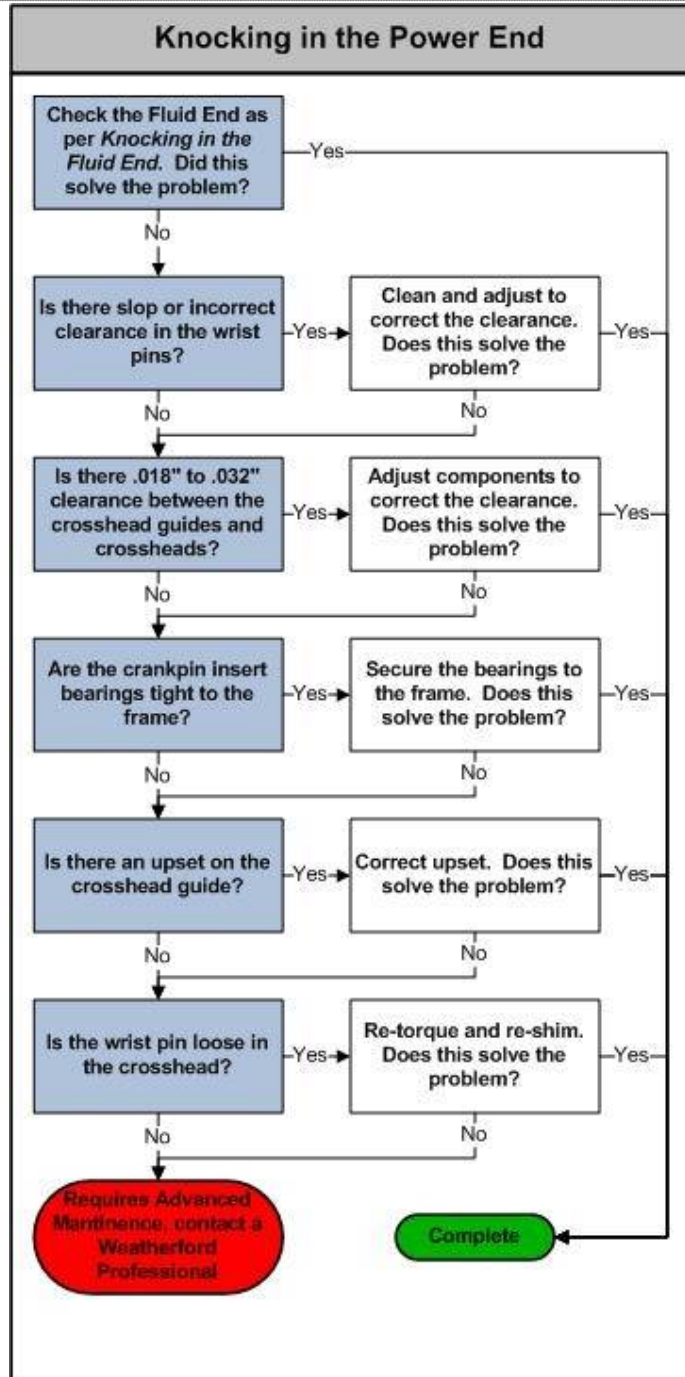 Knocking in the Power End
Check the Fluid End as
per Knocking in the
Fluid End. Did this
solve the problem?
Yes
No
Is there slop or incorrect
clearance in the wrist
pins?
Yes
Clean and adjust to
correct the clearance.
Does this solve the
problem?
Yes
No
No
Is there .018" to .032"
clearance between the
crosshead guides and
crossheads?
Yes
Adjust components to
correct the clearance.
Does this solve the
problem?
Yes
No
No
Are the crankpin insert
bearings tight to the
frame?
Yes
Secure the bearings to
the frame. Does this
solve the problem?
Yes
No
No
Is there an upset on the
crosshead guide?
Yes
Correct upset. Does this
solve the problem?
Yes
No
No
Is the wrist pin loose in
the crosshead?
Yes
Re-torque and re-shim.
Does this solve the
problem?
Yes
No
No
Requires Advanced
Mantinence, contact a
Weatherford
Professional
Complete